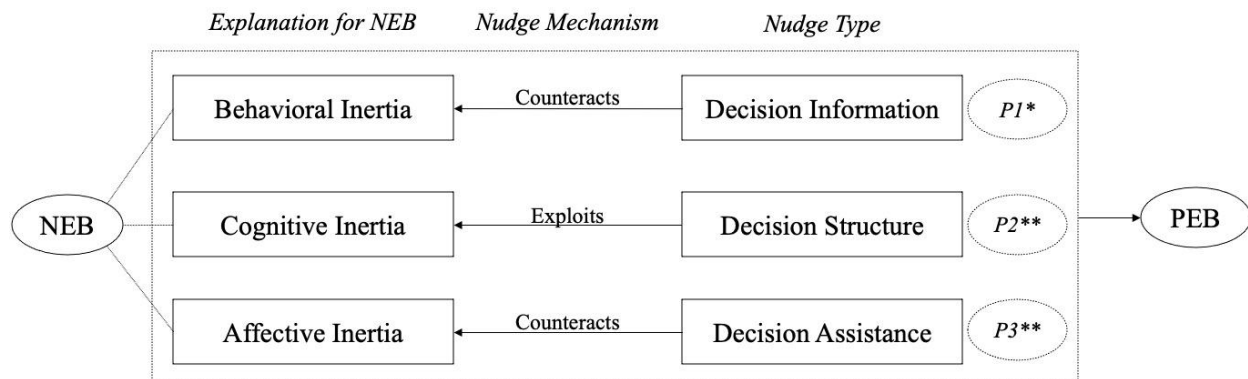 Explanation for NEB Nudge Mechanism Nudge Type
Behavioral Inertia Counteracts Decision Information P1*
NEB Cognitive Inertia Exploits Decision Structure P2** PEB
Affective Inertia Counteracts Decision Assistance P3**